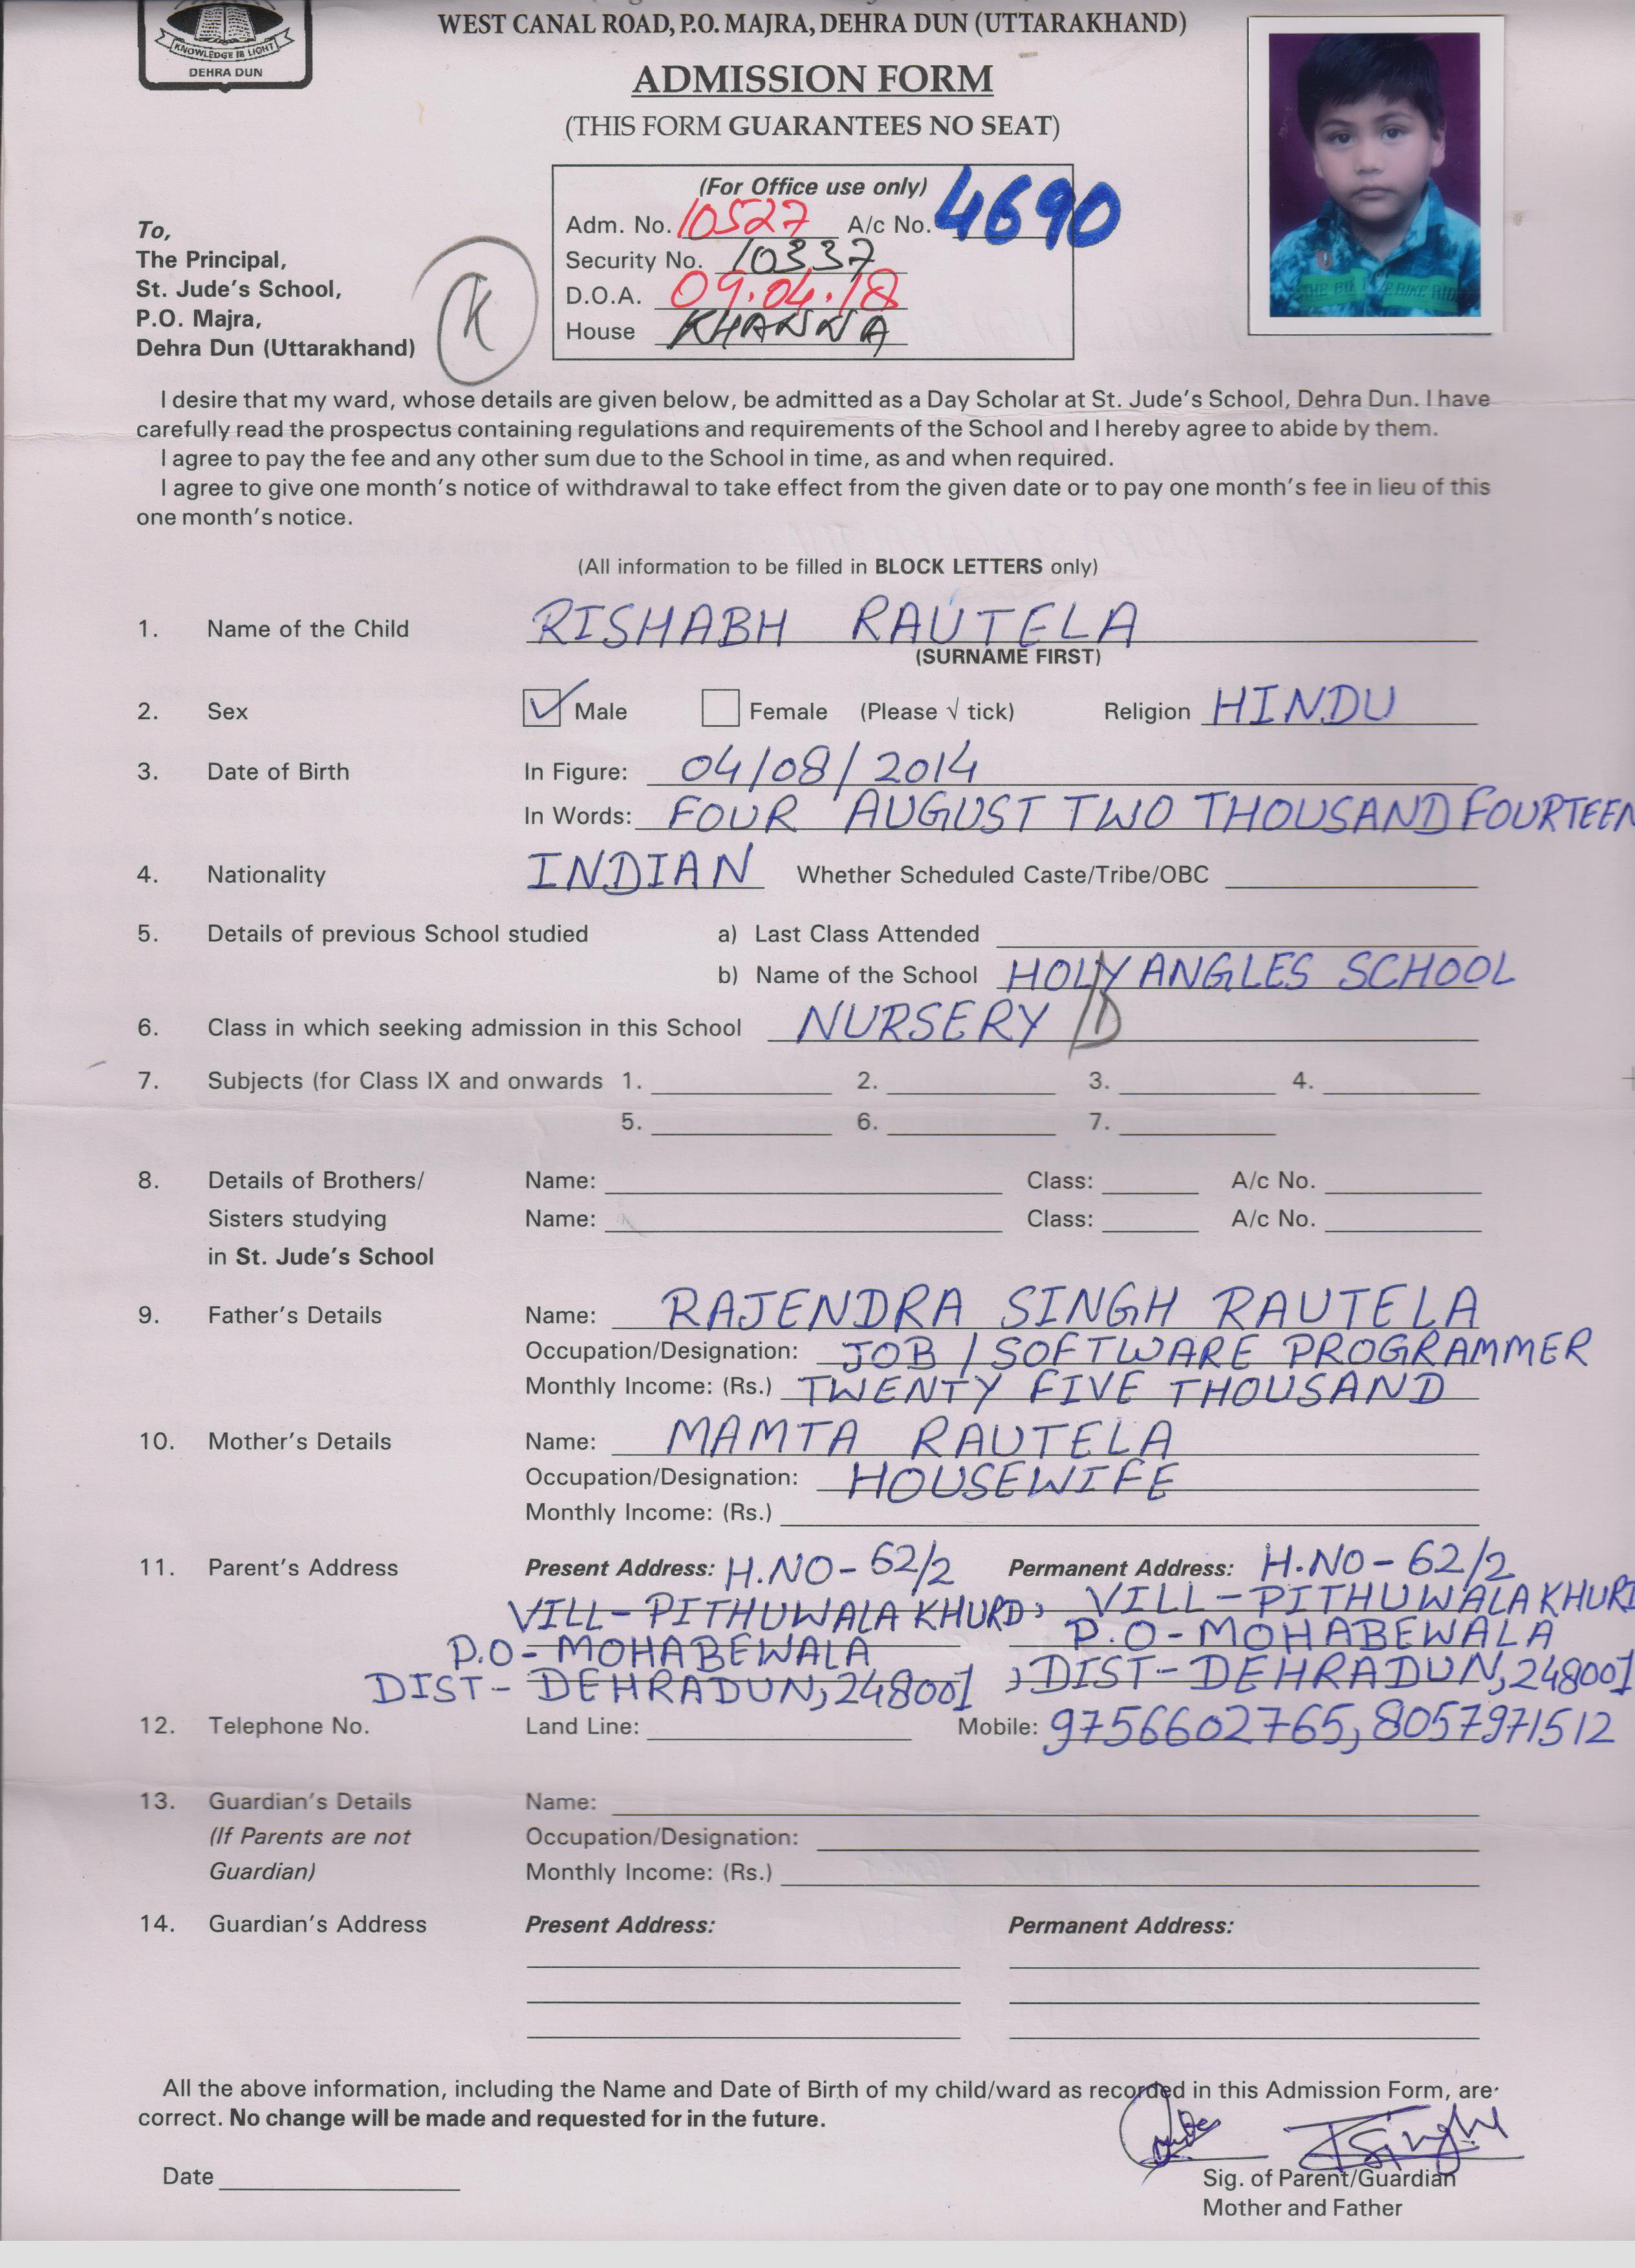 KNOWLEDGE IS LIGHT
DEHRA DUN
WEST CANAL ROAD, P.O. MAJRA, DEHRA DUN (UTTARAKHAND)
ADMISSION FORM
(THIS FORM GUARANTEES NO SEAT)
(For Office use only)
Adm. No. 10527 A/c No. 4690
Security No. 10337
D.O.A. 09.04.18
House KHANNA
To,
The Principal,
St. Jude's School,
P.O. Majra,
Dehra Dun (Uttarakhand)
K
I desire that my ward, whose details are given below, be admitted as a Day Scholar at St. Jude's School, Dehra Dun. I have
carefully read the prospectus containing regulations and requirements of the School and I hereby agree to abide by them.
I agree to pay the fee and any other sum due to the School in time, as and when required.
I agree to give one month's notice of withdrawal to take effect from the given date or to pay one month's fee in lieu of this
one month's notice.
(All information to be filled in BLOCK LETTERS only)
1. Name of the Child RISHABH RAUTELA
(SURNAME FIRST)
2. Sex Male Female (Please √ tick) Religion HINDU
3. Date of Birth In Figure: 04/08/2014
In Words: FOUR AUGUST TWO THOUSAND FOURTEEN
4. Nationality INDIAN Whether Scheduled Caste/Tribe/OBC
5. Details of previous School studied a) Last Class Attended
b) Name of the School HOLY ANGLES SCHOOL
6. Class in which seeking admission in this School NURSERY /D
7. Subjects (for Class IX and onwards 1. 2. 3. 4.
5. 6. 7.
8. Details of Brothers/ Name: Class: A/c No.
Sisters studying Name: Class: A/c No.
in St. Jude's School
9. Father's Details Name: RAJENDRA SINGH RAUTELA
Occupation/Designation: JOB / SOFTWARE PROGRAMMER
Monthly Income: (Rs.) TWENTY FIVE THOUSAND
10. Mother's Details Name: MAMTA RAUTELA
Occupation/Designation: HOUSEWIFE
Monthly Income: (Rs.)
11. Parent's Address Present Address: H.NO- 62/2 Permanent Address: H.NO- 62/2
VILL- PITHUWALA KHURD, VILL-PITHUWALA KHURD
P.O- MOHABEWALA P.O-MOHABEWALA
DIST- DEHRADUN, 248001 , DIST- DEHRADUN, 248001
12. Telephone No. Land Line: Mobile: 9756602765, 8057971512
13. Guardian's Details Name:
(If Parents are not Occupation/Designation:
Guardian) Monthly Income: (Rs.)
14. Guardian's Address Present Address: Permanent Address:
All the above information, including the Name and Date of Birth of my child/ward as recorded in this Admission Form, are
correct. No change will be made and requested for in the future.
Date
Sig. of Parent/Guardian
Mother and Father